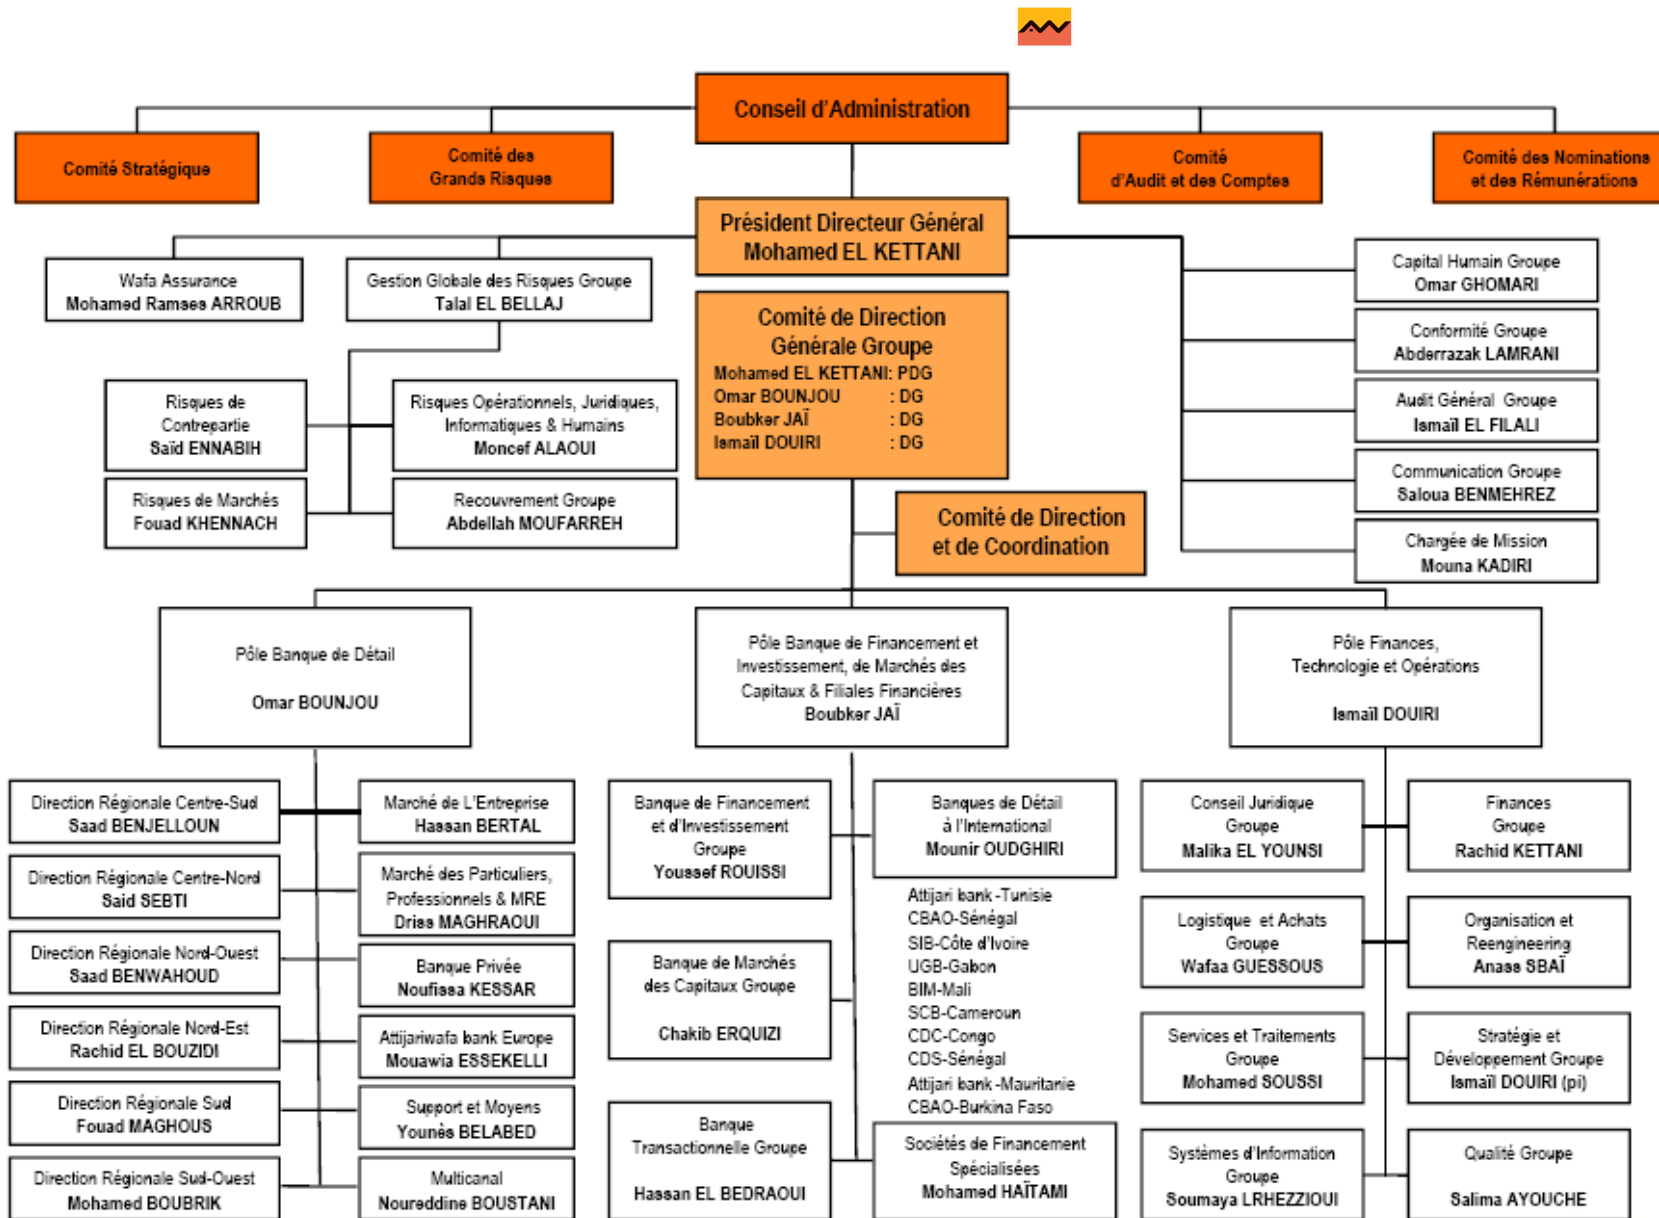 Conseil d'Administration
Comité Stratégique
Comité des
Grands Risques
Comité
d'Audit et des Comptes
Comité des Nominations
et des Rémunérations
Président Directeur Général
Mohamed EL KETTANI
Wafa Assurance
Mohamed Ramses ARROUB
Gestion Globale des Risques Groupe
Talal EL BELLAJ
Capital Humain Groupe
Omar GHOMARI
Conformité Groupe
Abderrazak LAMRANI
Audit Général Groupe
Ismaïl EL FILALI
Communication Groupe
Saloua BENMEHREZ
Chargée de Mission
Mouna KADIRI
Comité de Direction
Générale Groupe
Mohamed EL KETTANI: PDG
Omar BOUNJOU : DG
Boubker JAÏ : DG
Ismaïl DOUIRI : DG
Risques de
Contrepartie
Saïd ENNABIH
Risques Opérationnels, Juridiques,
Informatiques & Humains
Moncef ALAOUI
Risques de Marchés
Fouad KHENNACH
Recouvrement Groupe
Abdellah MOUFARREH
Comité de Direction
et de Coordination
Pôle Banque de Détail
Omar BOUNJOU
Pôle Banque de Financement et
Investissement, de Marchés des
Capitaux & Filiales Financières
Boubker JAÏ
Pôle Finances,
Technologie et Opérations
Ismaïl DOUIRI
Direction Régionale Centre-Sud
Saad BENJELLOUN
Direction Régionale Centre-Nord
Said SEBTI
Direction Régionale Nord-Ouest
Saad BENWAHOUD
Direction Régionale Nord-Est
Rachid EL BOUZIDI
Direction Régionale Sud
Fouad MAGHOUS
Direction Régionale Sud-Ouest
Mohamed BOUBRIK
Marché de L'Entreprise
Hassan BERTAL
Marché des Particuliers,
Professionnels & MRE
Driss MAGHRAOUI
Banque Privée
Noufissa KESSAR
Attijariwafa bank Europe
Mouawia ESSEKELLI
Support et Moyens
Younès BELABED
Multicanal
Noureddine BOUSTANI
Banque de Financement
et d'Investissement
Groupe
Youssef ROUISSI
Banque de Marchés
des Capitaux Groupe
Chakib ERQUIZI
Banque
Transactionnelle Groupe
Hassan EL BEDRAOUI
Banques de Détail
à l'International
Mounir OUDGHIRI
Attijari bank -Tunisie
CBAO-Sénégal
SIB-Côte d'Ivoire
UGB-Gabon
BIM-Mali
SCB-Cameroun
CDC-Congo
CDS-Sénégal
Attijari bank -Mauritanie
CBAO-Burkina Faso
Sociétés de Financement
Spécialisées
Mohamed HAÏTAMI
Conseil Juridique
Groupe
Malika EL YOUNSI
Logistique et Achats
Groupe
Wafaa GUESSOUS
Services et Traitements
Groupe
Mohamed SOUSSI
Systèmes d'Information
Groupe
Soumaya LRHEZZIOUI
Finances
Groupe
Rachid KETTANI
Organisation et
Reengineering
Anass SBAÏ
Stratégie et
Développement Groupe
Ismaïl DOUIRI (pi)
Qualité Groupe
Salima AYOUCHE